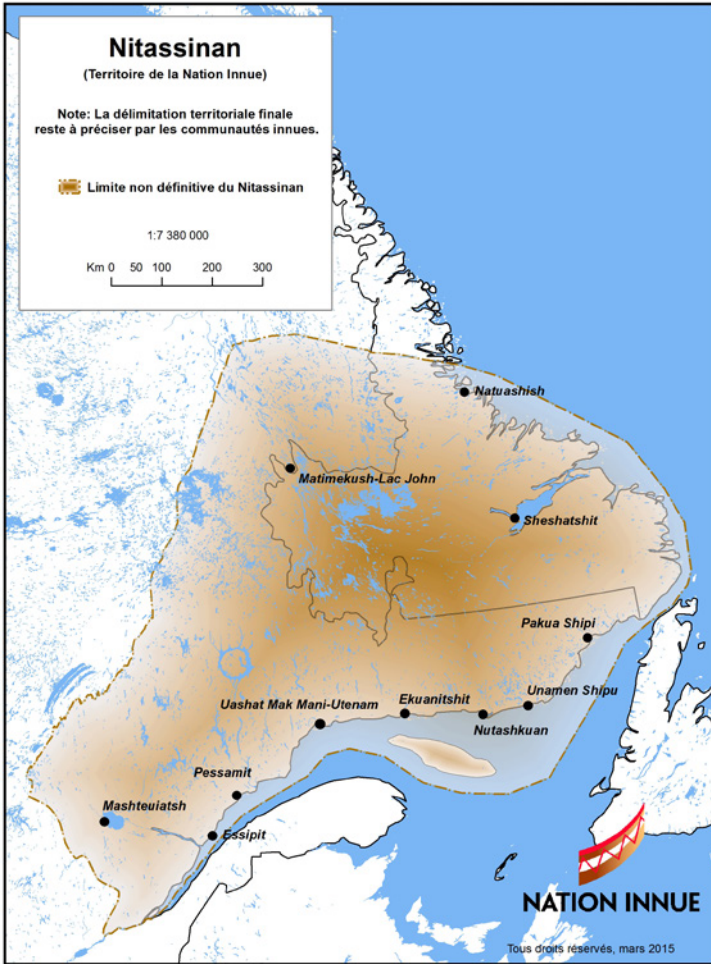 Nitassinan
(Territoire de la Nation Innue)
Note: La délimitation territoriale finale
reste à préciser par les communautés innues.
Limite non définitive du Nitassinan
1:7 380 000
Km 0 50 100 200 300
Natuashish
Matimekush-Lac John
Sheshatshit
Pakua Shipi
Unamen Shipu
Ekuanitshit
Uashat Mak Mani-Utenam
Nutashkuan
Pessamit
Mashteuiatsh
Essipit
NATION INNUE
Tous droits réservés, mars 2015